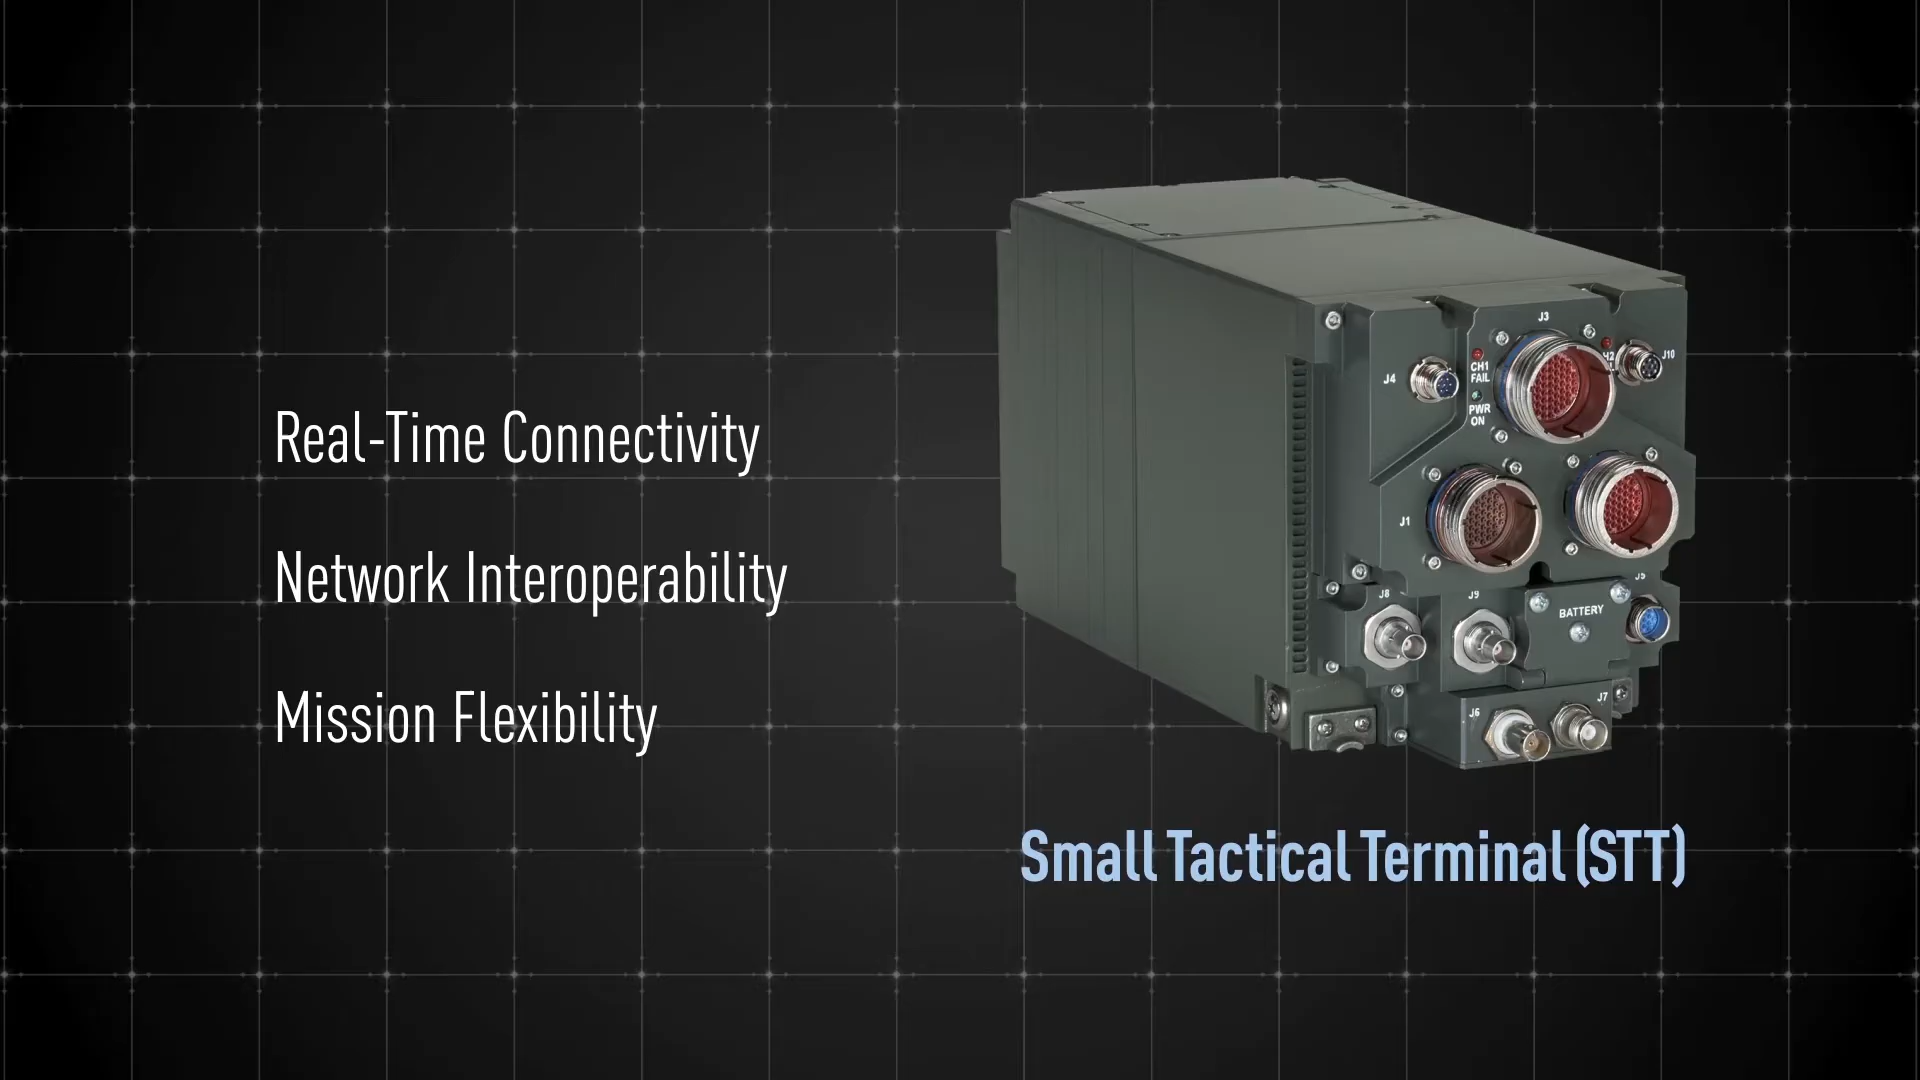 Real-Time Connectivity
Network Interoperability
Mission Flexibility
J3
J4
CH1
FAIL
PWR
ON
J10
J1
J5
J8
J9
BATTERY
J6
J7
Small Tactical Terminal (STT)